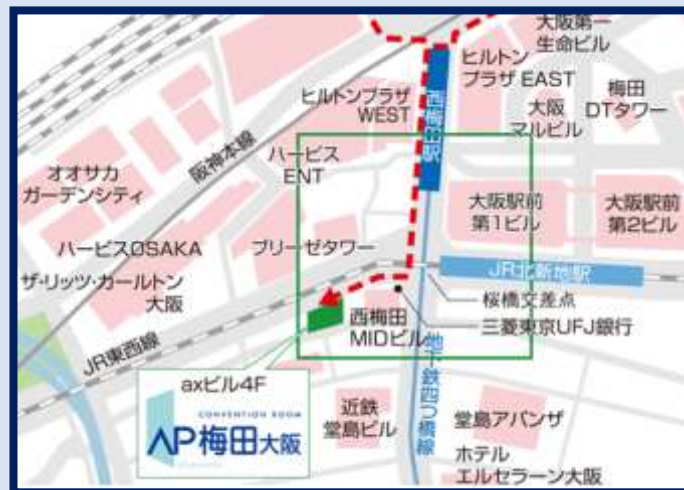 大阪第一
生命ビル
ヒルトン
プラザ EAST
梅田
DTタワー
大阪
マルビル
ヒルトンプラザ
WEST
西梅田駅
阪神本線
ハービス
ENT
オオサカ
ガーデンシティ
大阪駅前
第1ビル
大阪駅前
第2ビル
ハービスOSAKA
ブリーゼタワー
JR北新地駅
ザ・リッツ・カールトン
大阪
桜橋交差点
三菱東京UFJ銀行
西梅田
MIDビル
JR東西線
地下鉄四つ橋線
axビル4F
CONVENTION ROOM
AP梅田大阪
近鉄
堂島ビル
堂島アバンザ
ホテル
エルセラーン大阪